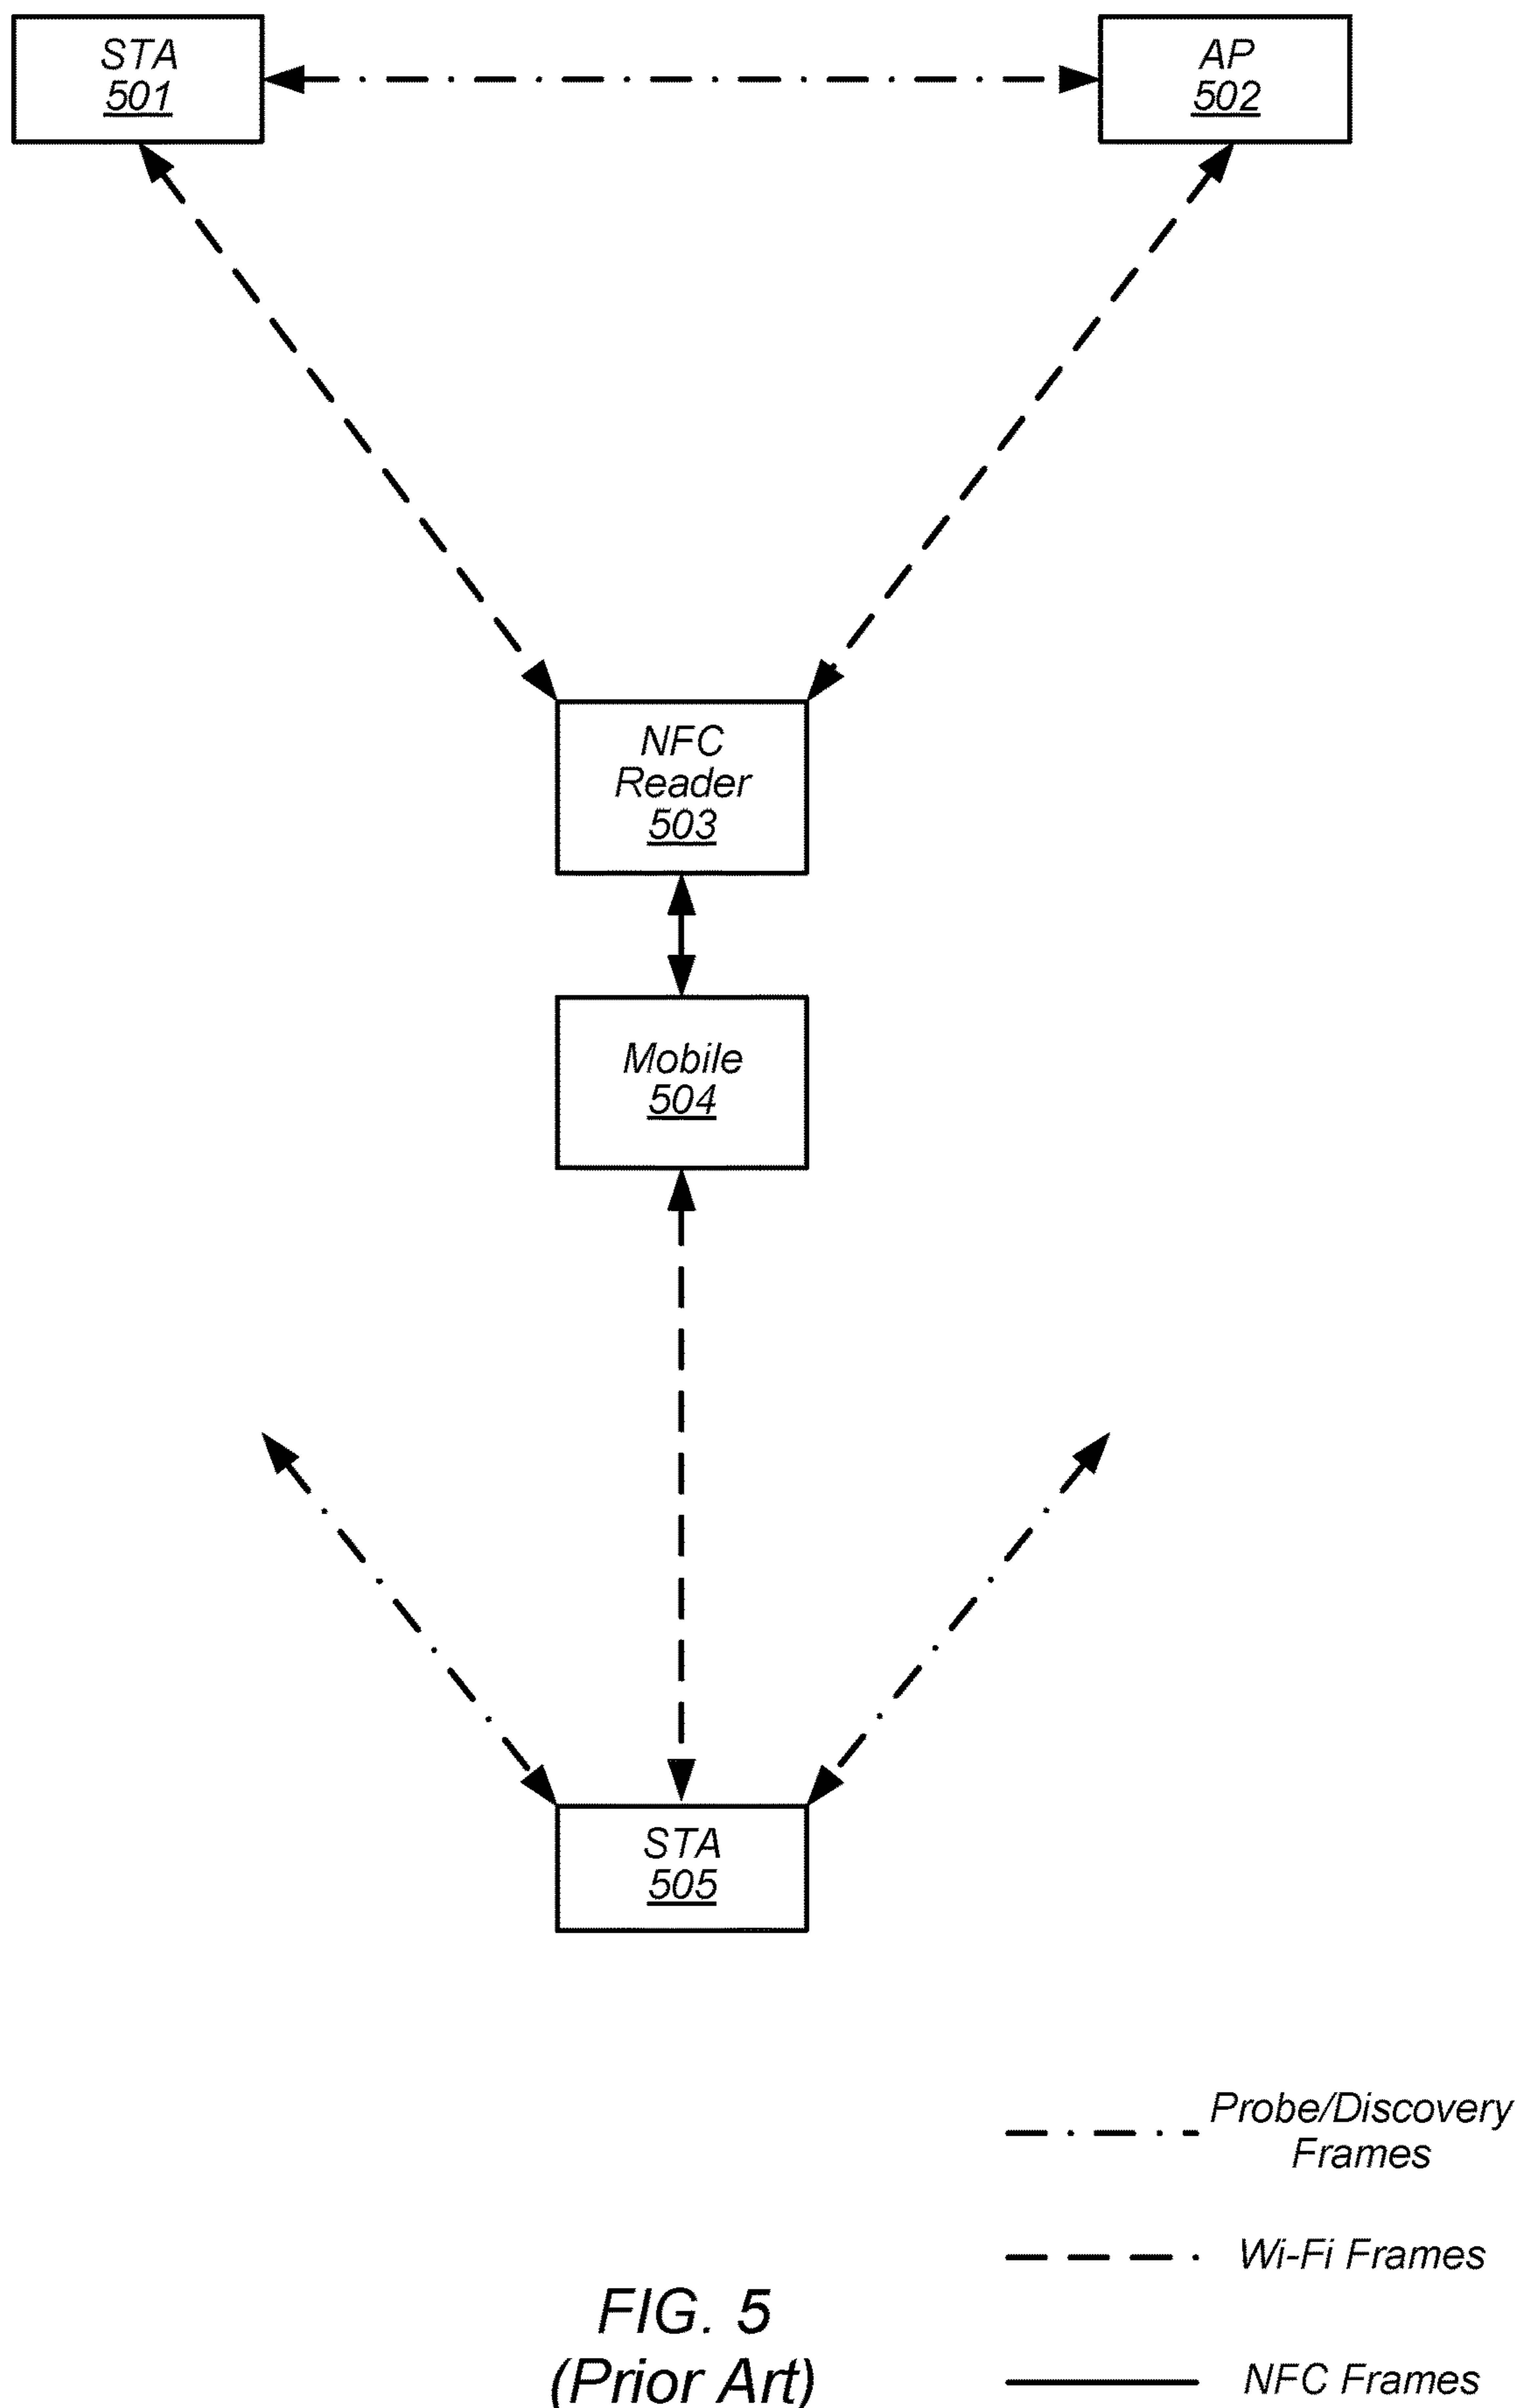 STA
501
AP
502
NFC
Reader
503
Mobile
504
STA
505
Probe/Discovery
Frames
Wi-Fi Frames
NFC Frames
FIG. 5
(Prior Art)